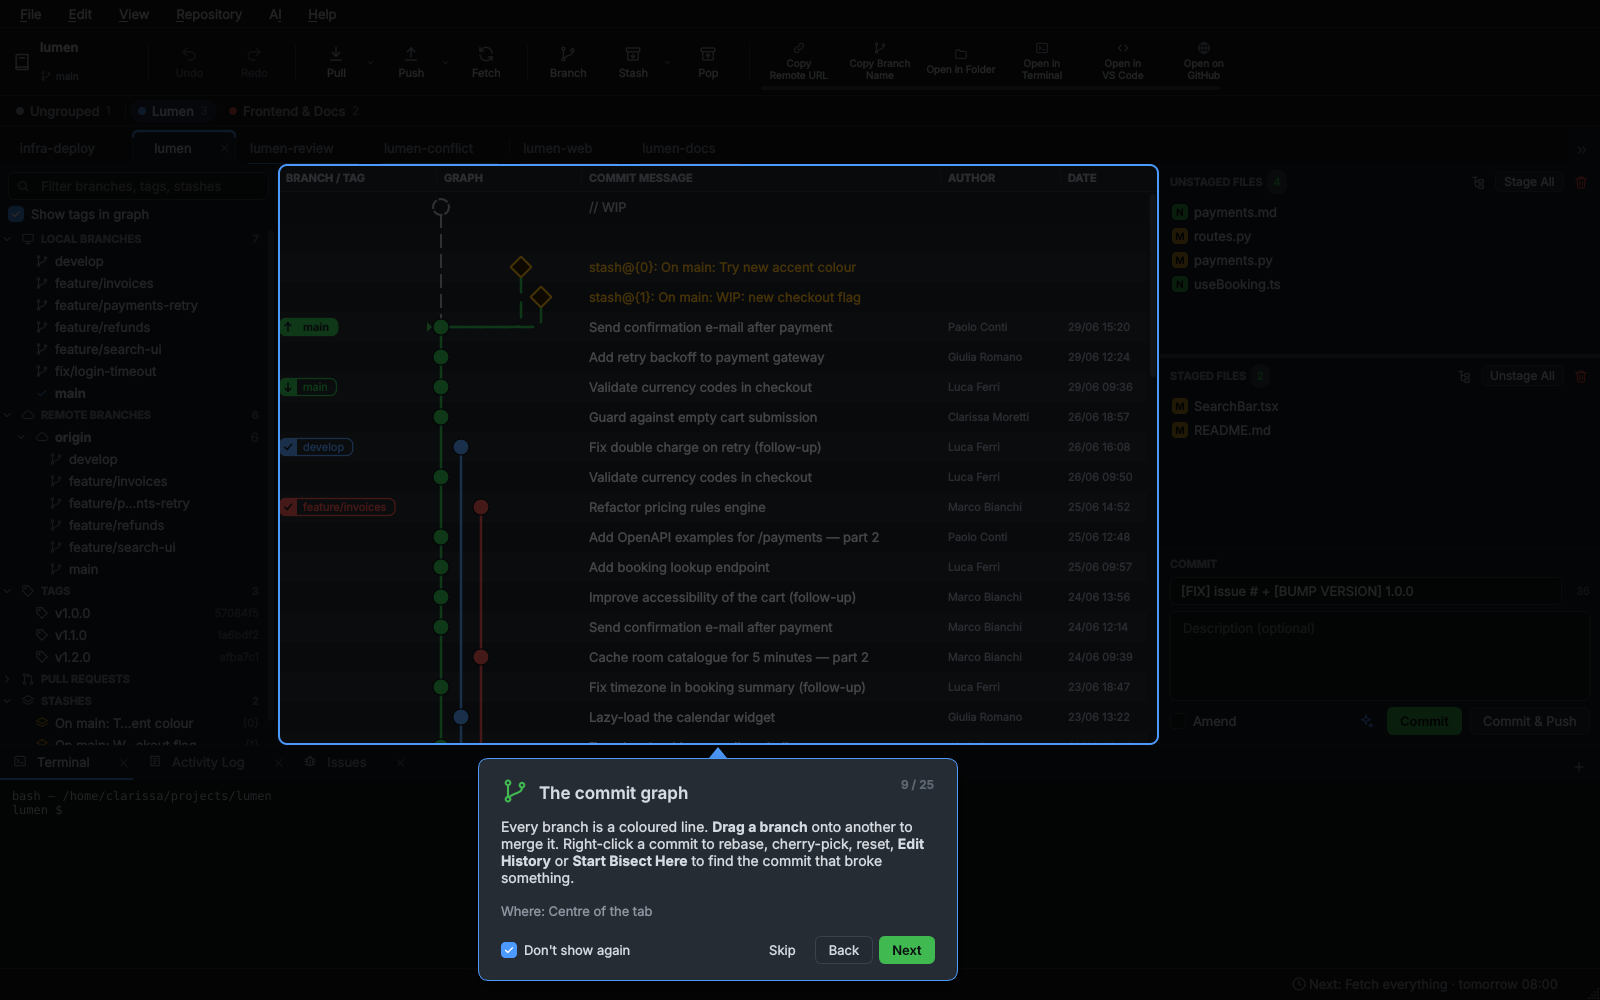 File Edit View Repository AI Help
lumen
main
Undo Redo Pull Push Fetch Branch Stash Pop
Copy Remote URL
Copy Branch Name
Open in Folder
Open in Terminal
Open in VS Code
Open on GitHub
Ungrouped 1 Lumen 3 Frontend & Docs 2
infra-deploy lumen lumen-review lumen-conflict lumen-web lumen-docs
Filter branches, tags, stashes
Show tags in graph
LOCAL BRANCHES 7
develop
feature/invoices
feature/payments-retry
feature/refunds
feature/search-ui
fix/login-timeout
main
REMOTE BRANCHES 6
origin 6
develop
feature/invoices
feature/p...nts-retry
feature/refunds
feature/search-ui
main
TAGS 3
v1.0.0
v1.1.0 1a6bdf2
v1.2.0 afba7c1
PULL REQUESTS
STASHES 2
On main: T...ent colour {0}
On main: W...okout flag
BRANCH / TAG GRAPH COMMIT MESSAGE AUTHOR DATE
// WIP
stash@{0}: On main: Try new accent colour
stash@{1}: On main: WIP: new checkout flag
main Send confirmation e-mail after payment Paolo Conti 29/06 15:20
Add retry backoff to payment gateway Giulia Romano 29/06 12:24
main Validate currency codes in checkout Luca Ferri 29/06 09:36
Guard against empty cart submission Clarissa Moretti 26/06 18:57
develop Fix double charge on retry (follow-up) Luca Ferri 26/06 16:08
Validate currency codes in checkout Luca Ferri 26/06 09:50
feature/invoices Refactor pricing rules engine Marco Bianchi 25/06 14:52
Add OpenAPI examples for /payments — part 2 Paolo Conti 25/06 12:48
Add booking lookup endpoint Luca Ferri 25/06 09:57
Improve accessibility of the cart (follow-up) Marco Bianchi 24/06 13:56
Send confirmation e-mail after payment Marco Bianchi 24/06 12:14
Cache room catalogue for 5 minutes — part 2 Marco Bianchi 24/06 09:39
Fix timezone in booking summary (follow-up) Luca Ferri 23/06 18:47
Lazy-load the calendar widget Giulia Romano 23/06 13:22
UNSTAGED FILES 4 Stage All
N payments.md
M routes.py
M payments.py
N useBooking.ts
STAGED FILES 2 Unstage All
M SearchBar.tsx
M README.md
COMMIT
[FIX] issue # + [BUMP VERSION] 1.0.0 36
Description (optional)
Amend Commit Commit & Push
Terminal Activity Log Issues
bash — /home/clarissa/projects/lumen
lumen $
The commit graph 9 / 25
Every branch is a coloured line. Drag a branch onto another to
merge it. Right-click a commit to rebase, cherry-pick, reset, Edit
History or Start Bisect Here to find the commit that broke
something.
Where: Centre of the tab
Don't show again Skip Back Next
Next: Fetch everything · tomorrow 08:00